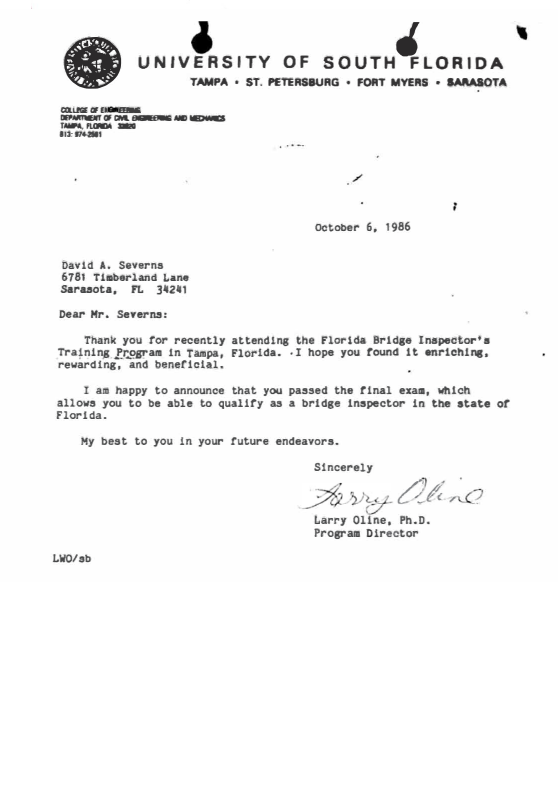 UNIVERSITY OF SOUTH FLORIDA
TAMPA • ST. PETERSBURG • FORT MYERS • SARASOTA
COLLEGE OF ENGINEERING
DEPARTMENT OF CIVIL ENGINEERING AND MECHANICS
TAMPA, FLORIDA 33620
813: 974-2581
October 6, 1986
David A. Severns
6781 Timberland Lane
Sarasota, FL 34241
Dear Mr. Severns:
Thank you for recently attending the Florida Bridge Inspector's
Training Program in Tampa, Florida. I hope you found it enriching,
rewarding, and beneficial.
I am happy to announce that you passed the final exam, which
allows you to be able to qualify as a bridge inspector in the state of
Florida.
My best to you in your future endeavors.
Sincerely
Larry Oline
Larry Oline, Ph.D.
Program Director
LWO/sb